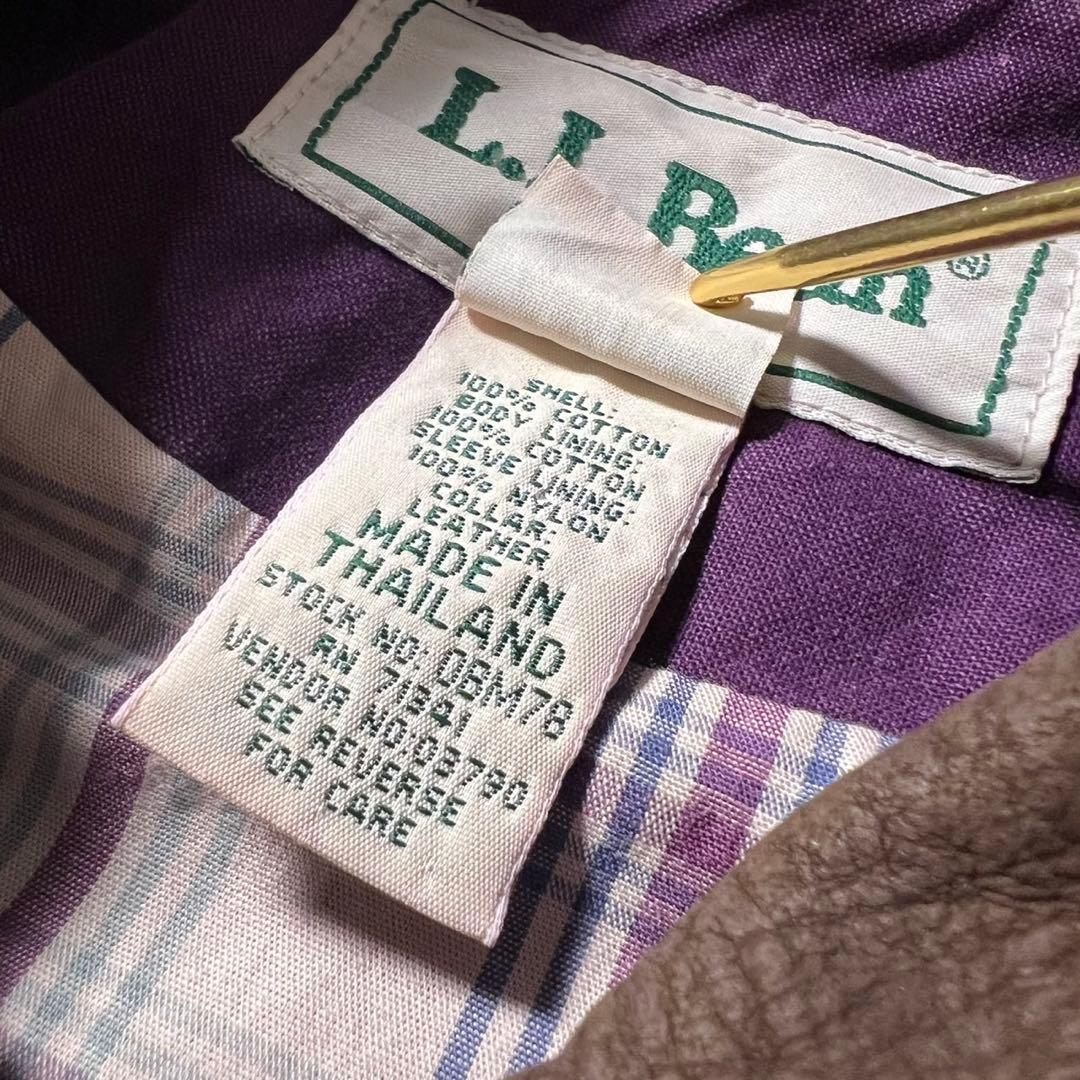 L.L.Bean®
SHELL:
100% COTTON
BODY LINING:
100% COTTON
SLEEVE LINING:
100% NYLON
COLLAR:
LEATHER
MADE IN
THAILAND
STOCK NO: 0BM78
RN 71341
VENDOR NO:03790
SEE REVERSE
FOR CARE